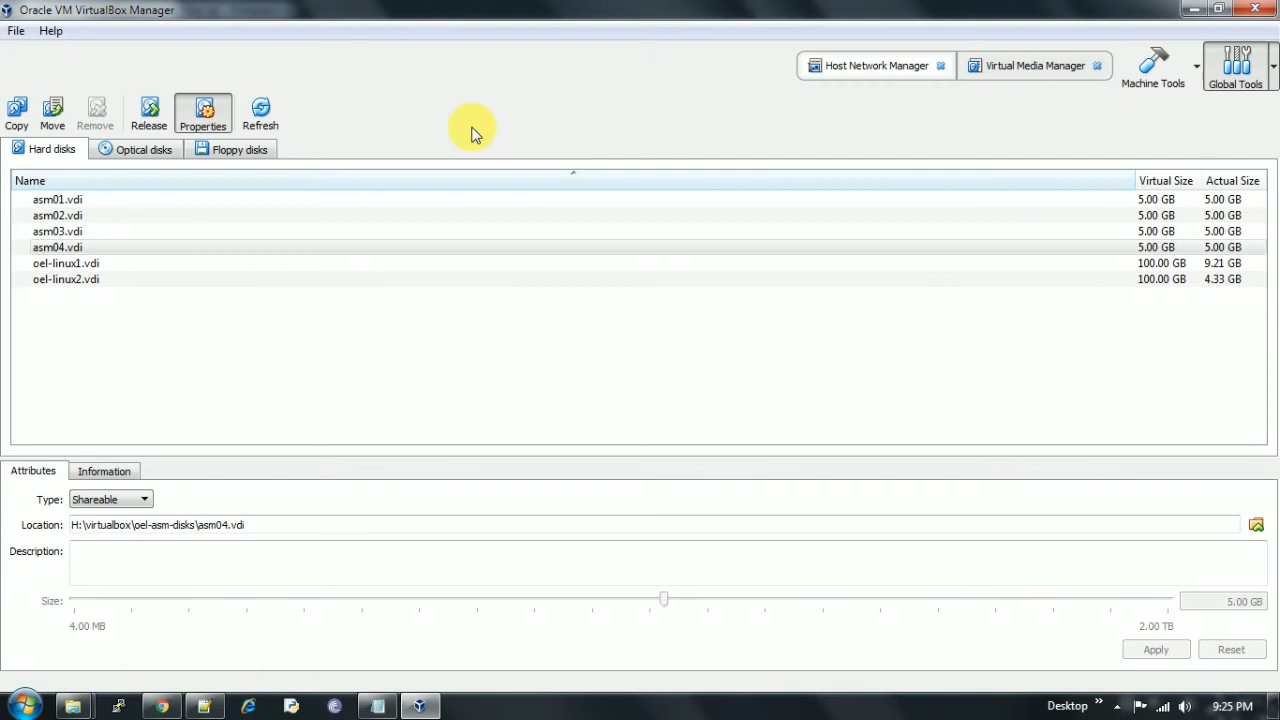 Oracle VM VirtualBox Manager
File Help
Host Network Manager Virtual Media Manager
Machine Tools Global Tools
Copy Move Remove Release Properties Refresh
Hard disks Optical disks Floppy disks
Name Virtual Size Actual Size
asm01.vdi 5.00 GB 5.00 GB
asm02.vdi 5.00 GB 5.00 GB
asm03.vdi 5.00 GB 5.00 GB
asm04.vdi 5.00 GB 5.00 GB
oel-linux1.vdi 100.00 GB 9.21 GB
oel-linux2.vdi 100.00 GB 4.33 GB
Attributes Information
Type: Shareable
Location: H:\virtualbox\oel-asm-disks\asm04.vdi
Description:
Size: 5.00 GB
4.00 MB 2.00 TB
Apply Reset
Desktop » 9:25 PM